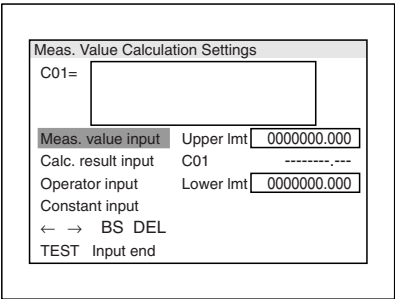 Meas. Value Calculation Settings
C01=
Meas. value input Upper lmt 0000000.000
Calc. result input C01 --------.---
Operator input Lower lmt 0000000.000
Constant input
← → BS DEL
TEST Input end